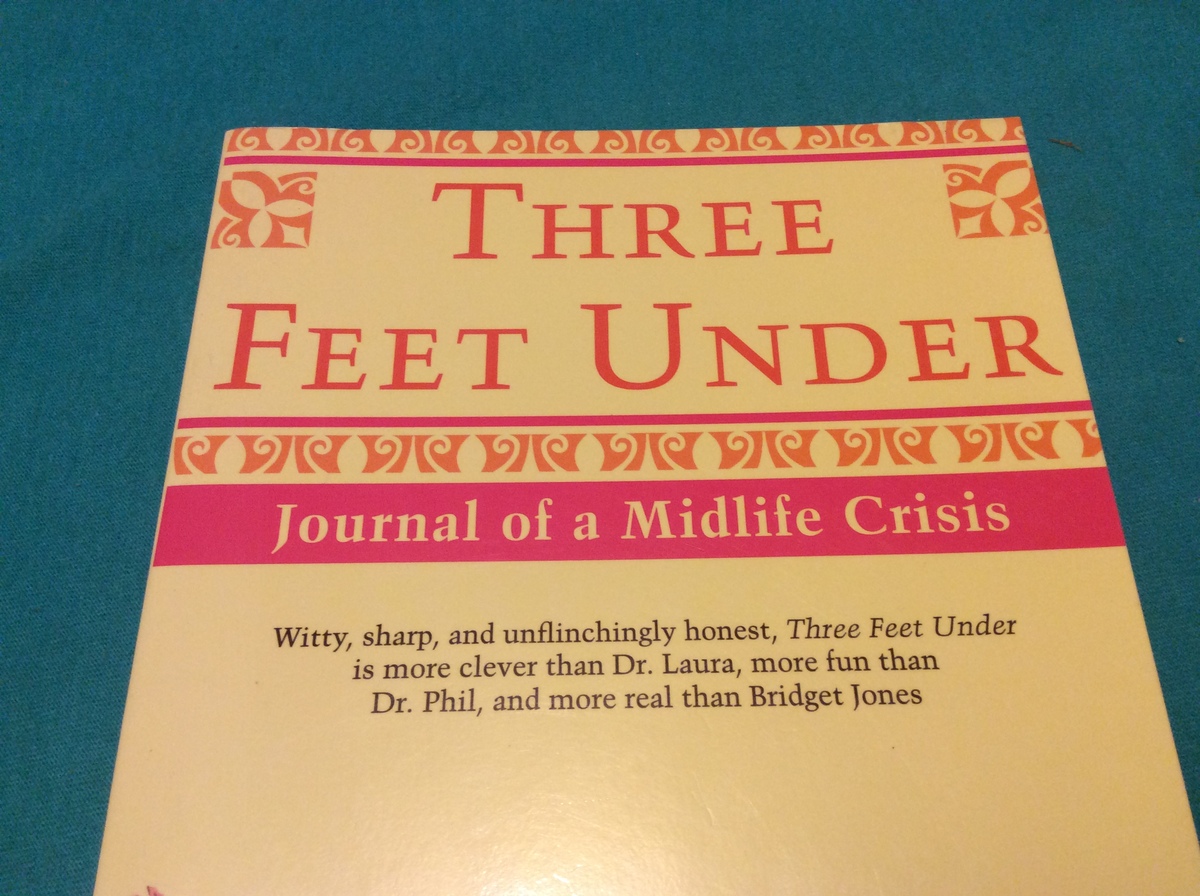 THREE
FEET UNDER
Journal of a Midlife Crisis
Witty, sharp, and unflinchingly honest, Three Feet Under
is more clever than Dr. Laura, more fun than
Dr. Phil, and more real than Bridget Jones